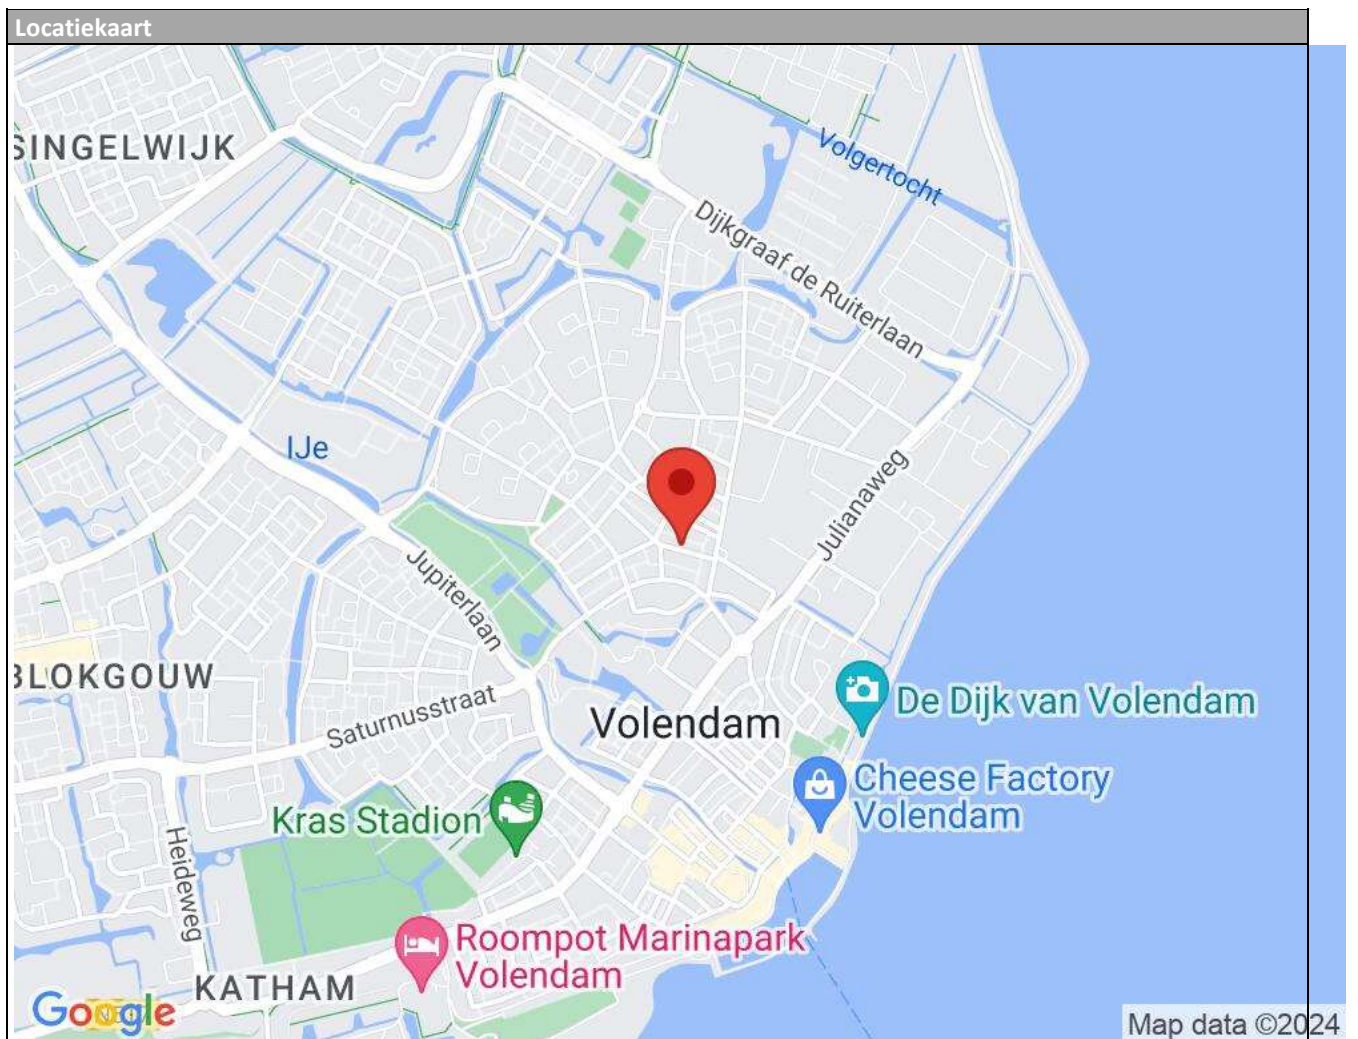 Locatiekaart
SINGELWIJK
Volgertocht
Dijkgraaf de Ruiterlaan
IJe
Julianaweg
Jupiterlaan
BLOKGOUW
Saturnusstraat
De Dijk van Volendam
Volendam
Cheese Factory
Volendam
Kras Stadion
Heideweg
Roompot Marinapark
Volendam
KATHAM
Google
Map data ©2024